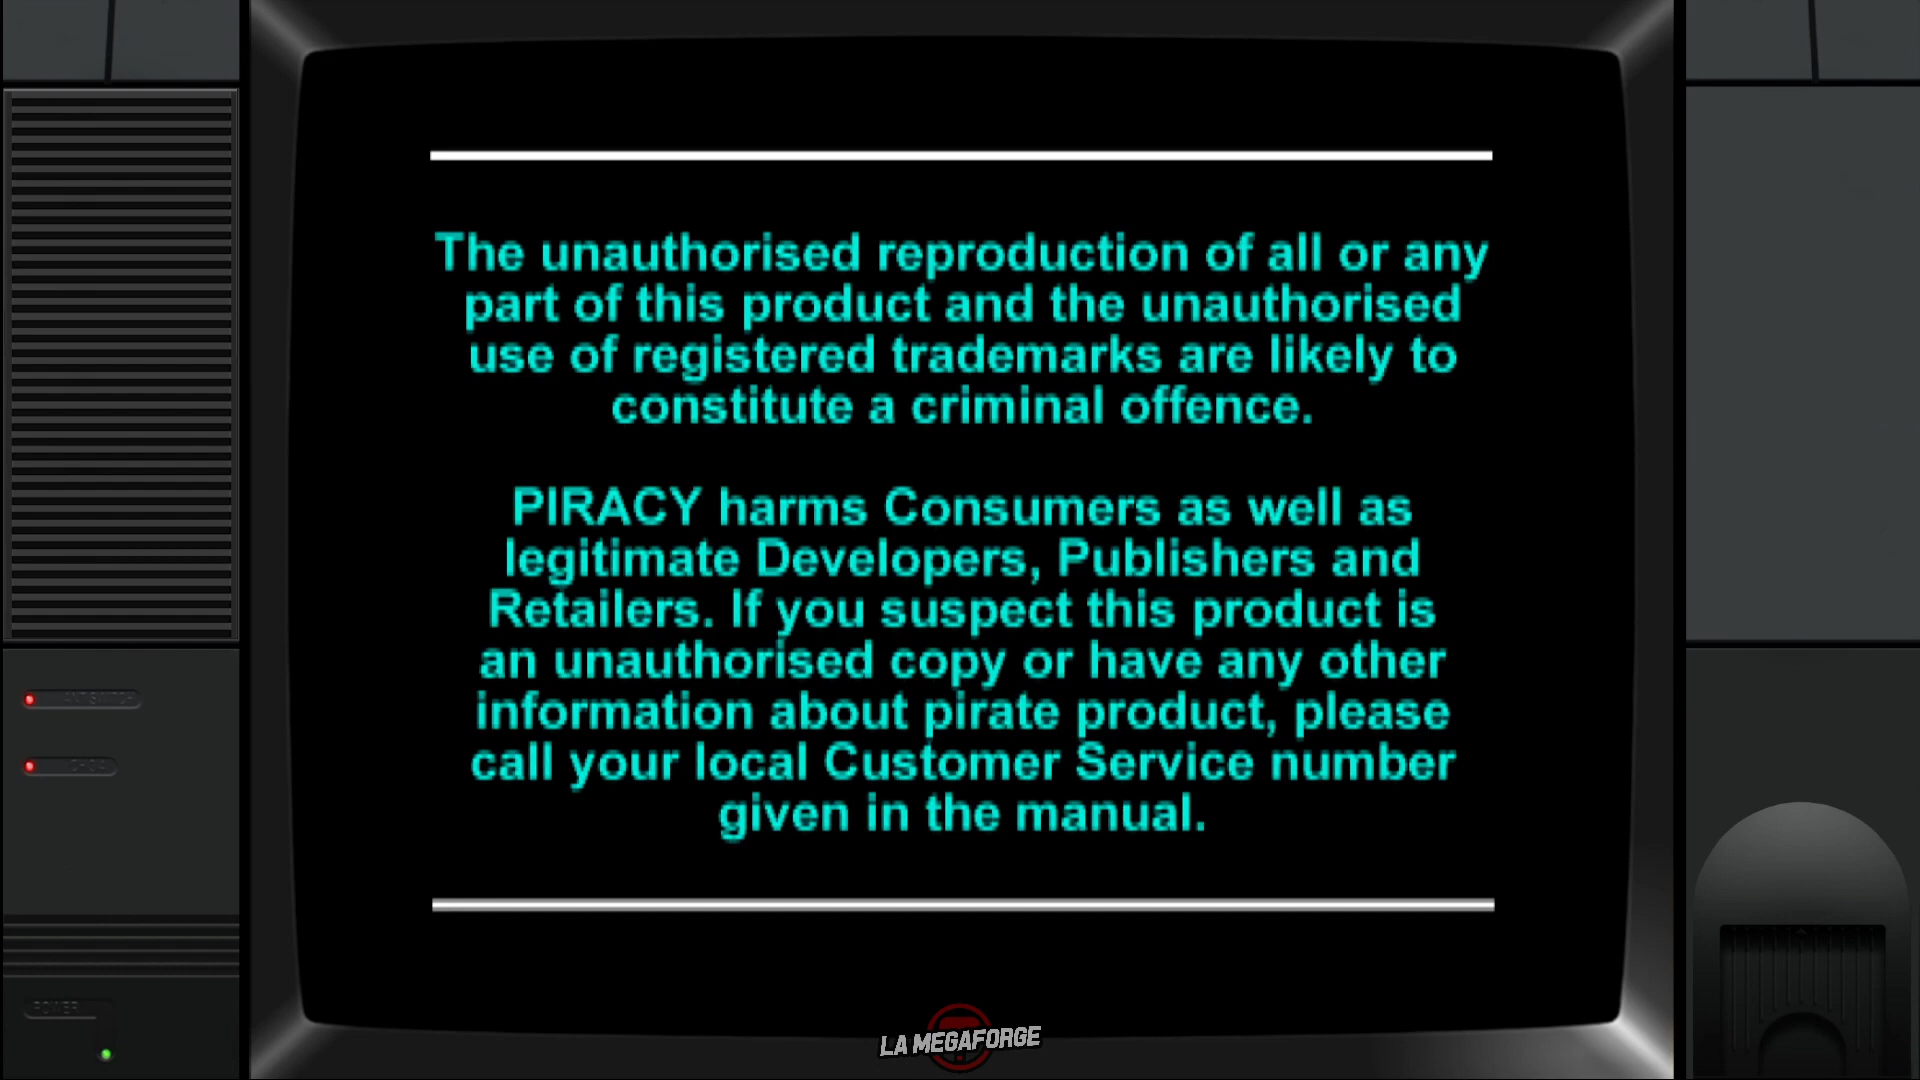 The unauthorised reproduction of all or any
part of this product and the unauthorised
use of registered trademarks are likely to
constitute a criminal offence.
PIRACY harms Consumers as well as
legitimate Developers, Publishers and
Retailers. If you suspect this product is
an unauthorised copy or have any other
information about pirate product, please
call your local Customer Service number
given in the manual.
POWER
LA MEGAFORGE